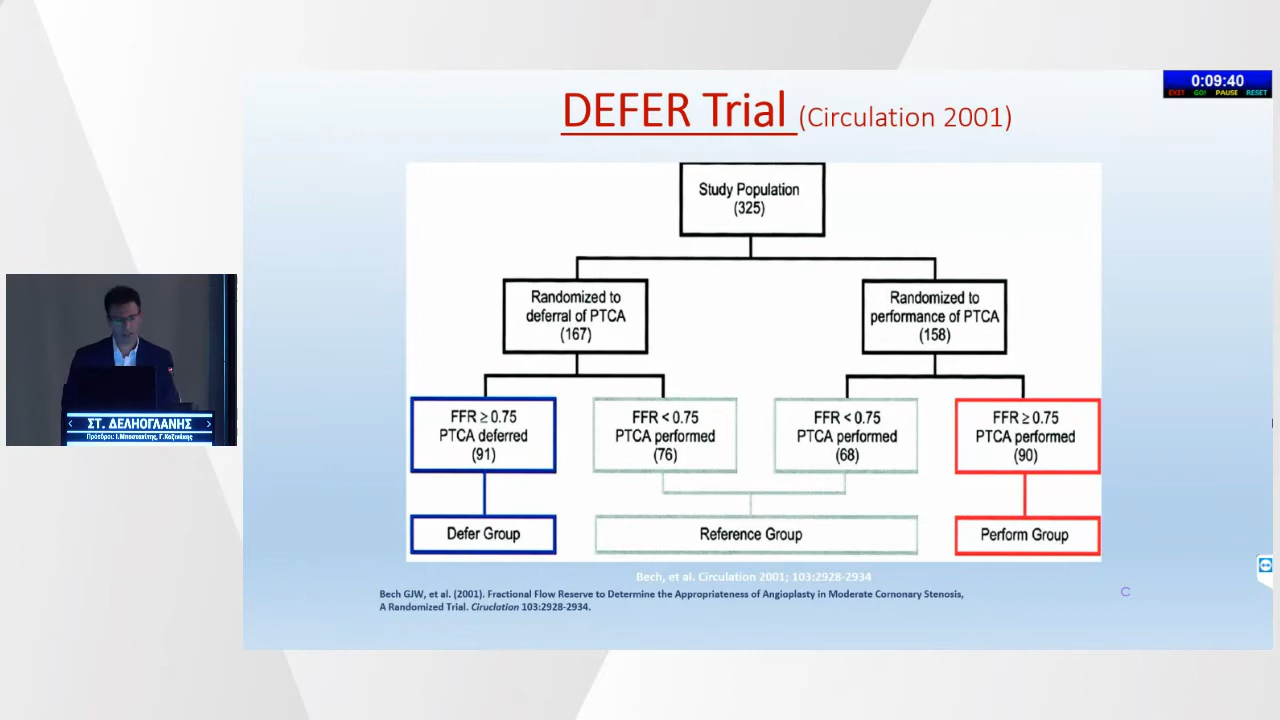 0:09:40
EXIT GO! PAUSE RESET
DEFER Trial (Circulation 2001)
Study Population
(325)
Randomized to
deferral of PTCA
(167)
Randomized to
performance of PTCA
(158)
FFR ≥ 0.75
PTCA deferred
(91)
FFR < 0.75
PTCA performed
(76)
FFR < 0.75
PTCA performed
(68)
FFR ≥ 0.75
PTCA performed
(90)
Defer Group
Reference Group
Perform Group
Bech, et al. Circulation 2001; 103:2928-2934
Bech GJW, et al. (2001). Fractional Flow Reserve to Determine the Appropriateness of Angioplasty in Moderate Cornonary Stenosis,
A Randomized Trial. Ciruclation 103:2928-2934.
ΣΤ. ΔΕΛΗΟΓΛΑΝΗΣ
Πρόεδροι: Ι.Μποστανίτης, Γ.Καζινάκης